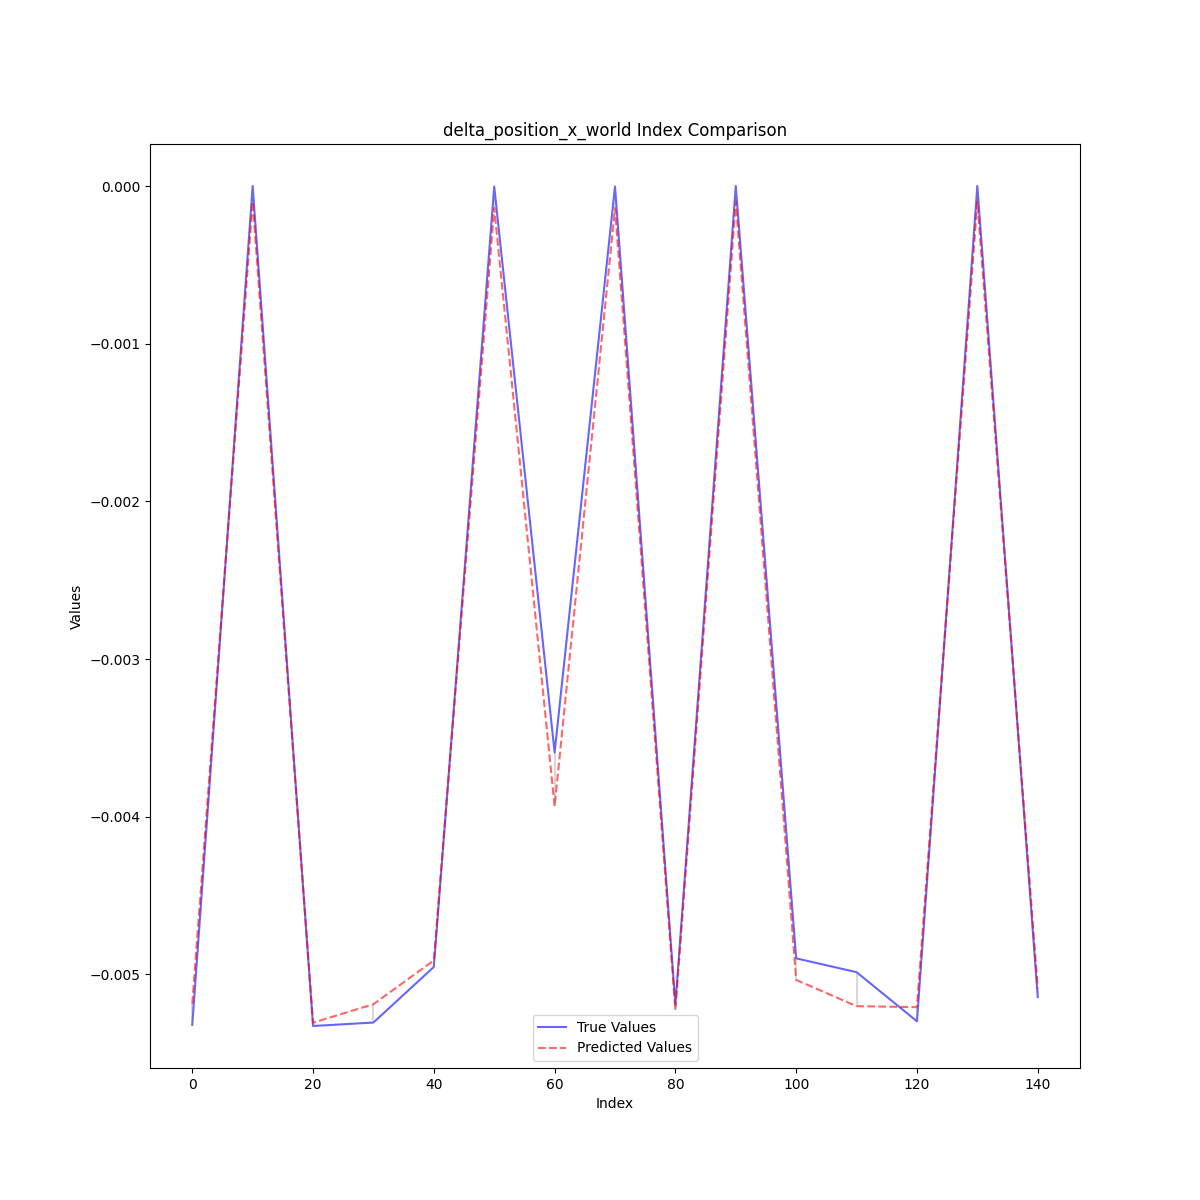 delta_position_x_world Index Comparison
0.000
−0.001
−0.002
−0.003
−0.004
−0.005
Values
True Values
Predicted Values
0 20 40 60 80 100 120 140
Index